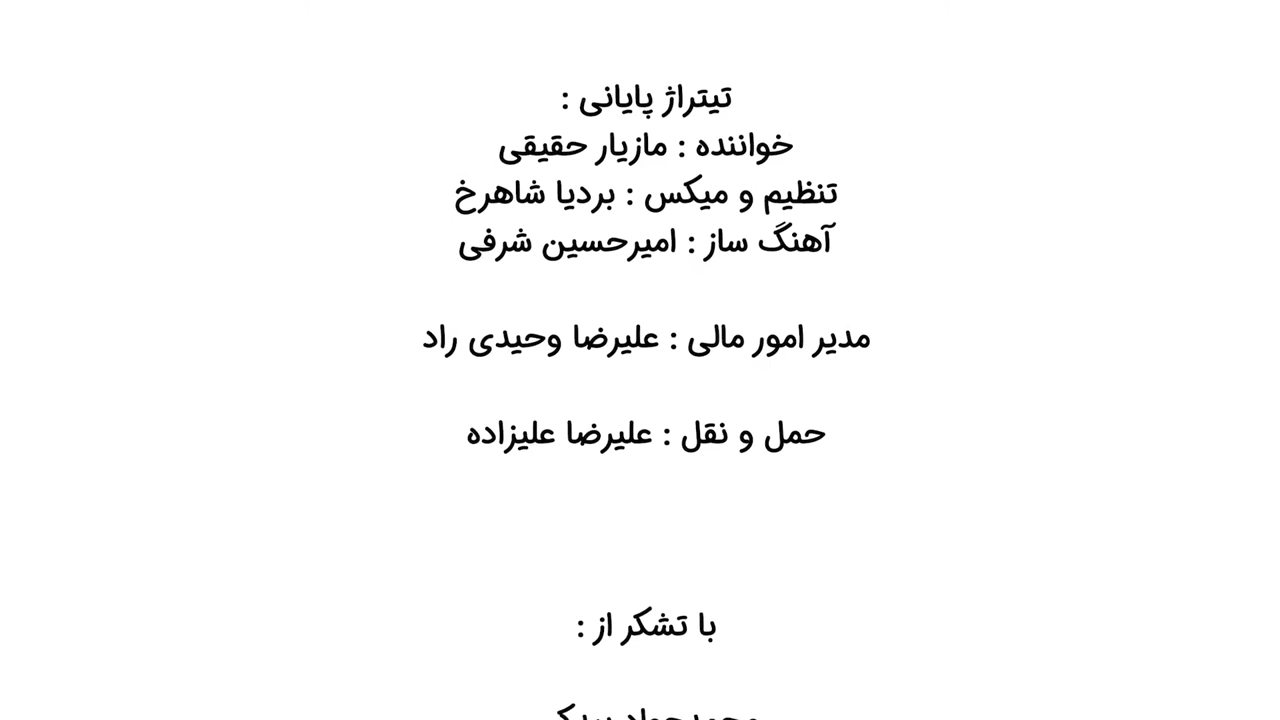 تیتراژ پایانی :
خواننده : مازیار حقیقی
تنظیم و میکس : بردیا شاهرخ
آهنگ ساز : امیرحسین شرفی
مدیر امور مالی : علیرضا وحیدی راد
حمل و نقل : علیرضا علیزاده
با تشکر از :